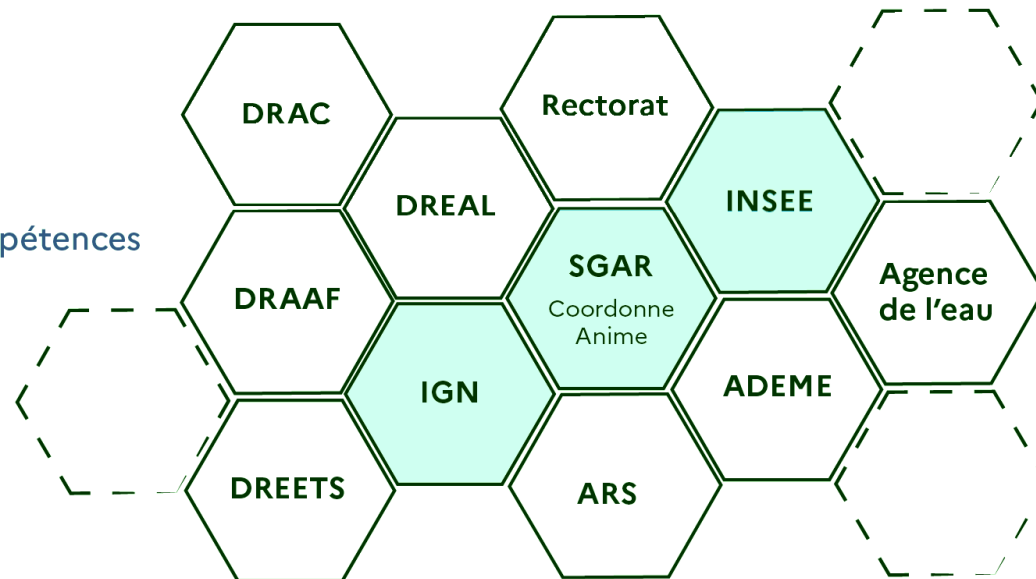 DRAC
Rectorat
DREAL
INSEE
pétences
SGAR
Coordonne
Anime
DRAAF
Agence
de l'eau
IGN
ADEME
DREETS
ARS